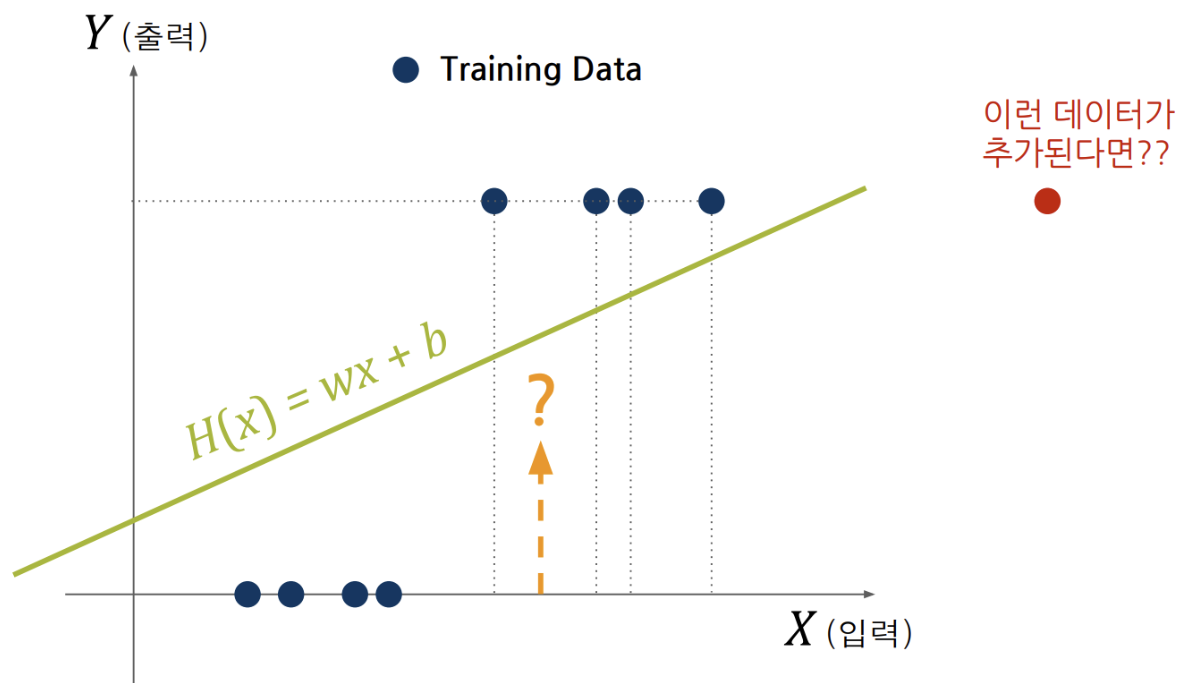 Y (출력)
Training Data
이런 데이터가
추가된다면??
H(x) = wx + b
?
X (입력)